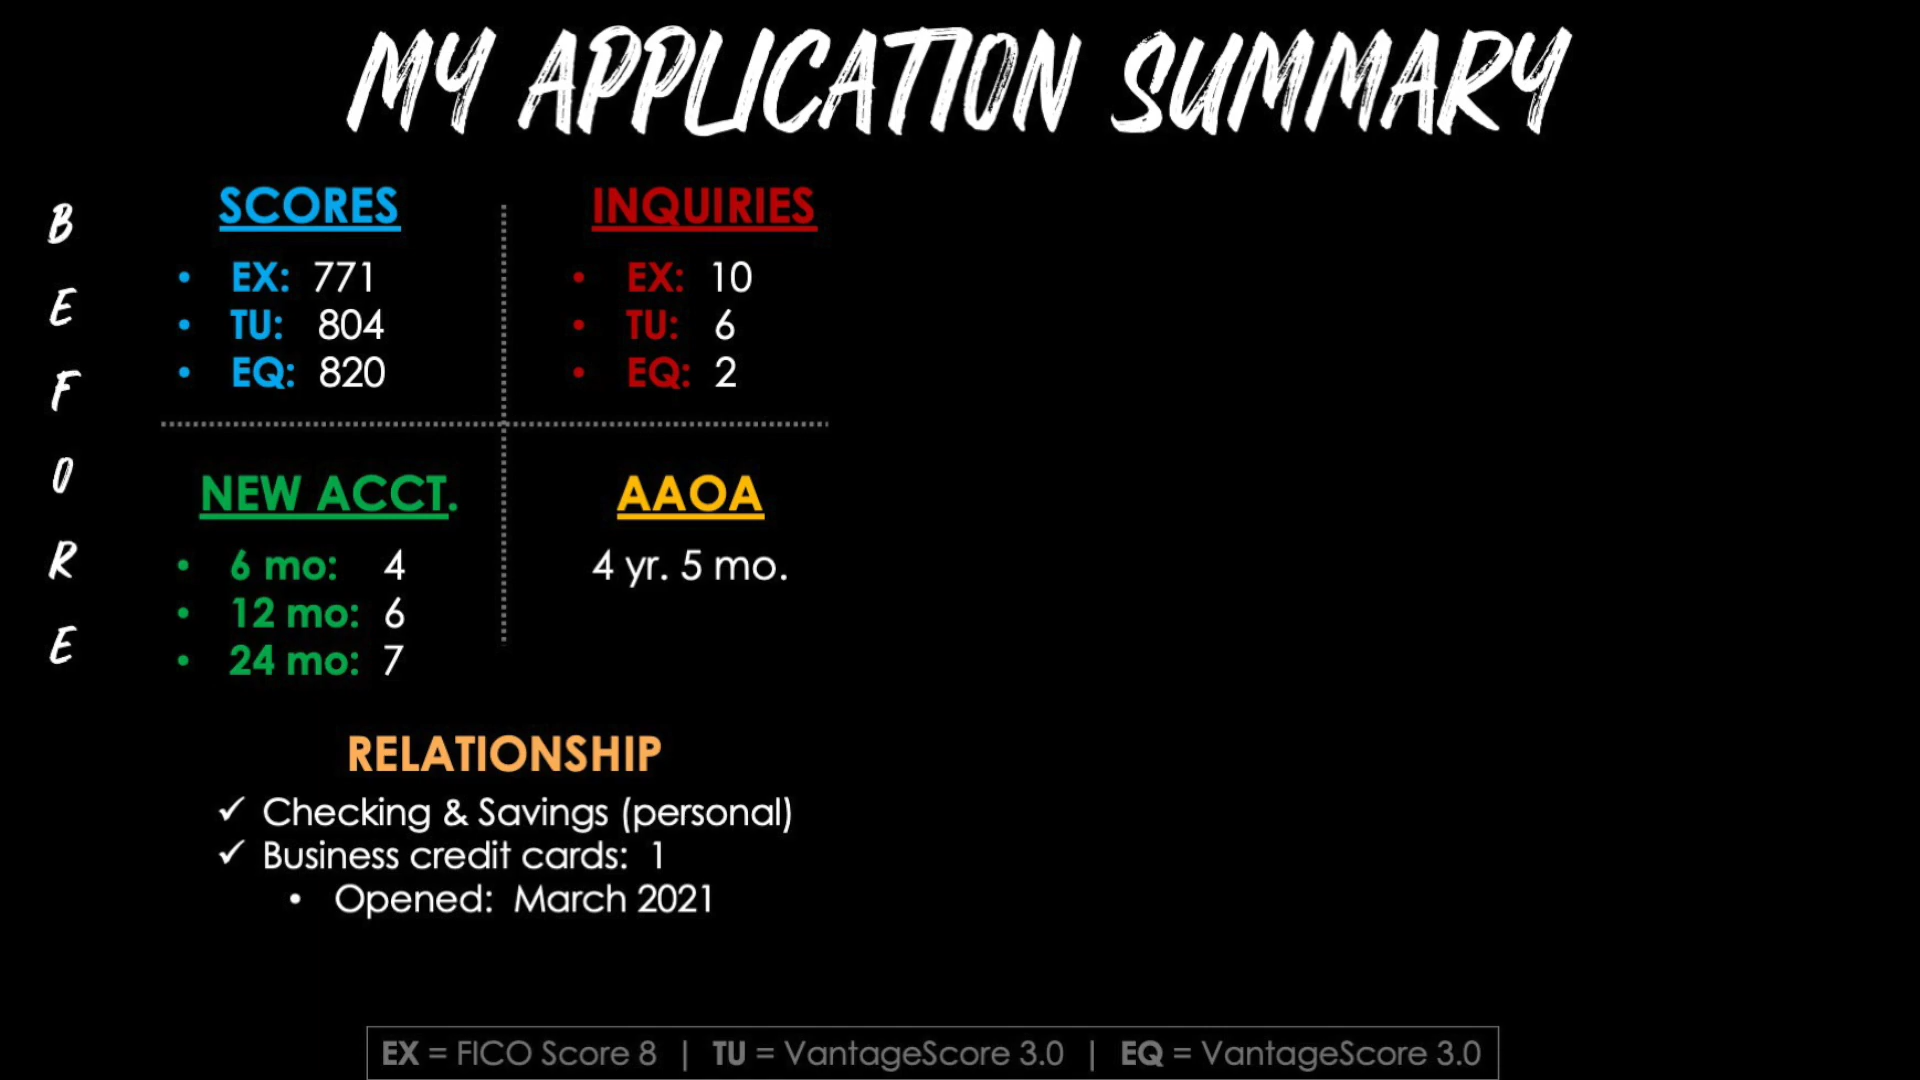 MY APPLICATION SUMMARY
BEFORE
SCORES
• EX: 771
• TU: 804
• EQ: 820
INQUIRIES
• EX: 10
• TU: 6
• EQ: 2
NEW ACCT.
• 6 mo: 4
• 12 mo: 6
• 24 mo: 7
AAOA
4 yr. 5 mo.
RELATIONSHIP
✓ Checking & Savings (personal)
✓ Business credit cards: 1
• Opened: March 2021
EX = FICO Score 8 | TU = VantageScore 3.0 | EQ = VantageScore 3.0